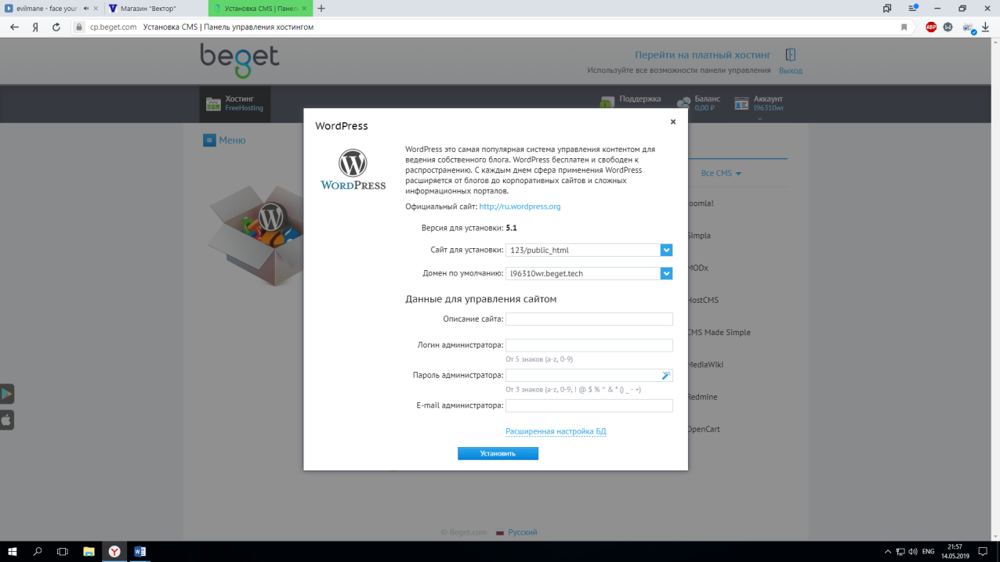 evilmane - face your
Магазин "Вектор"
Установка CMS | Панел
cp.beget.com Установка CMS | Панель управления хостингом
ABP
beget
Перейти на платный хостинг
Используйте все возможности панели управления
Выход
Хостинг
FreeHosting
Поддержка
Баланс
0,00 ₽
Аккаунт
l96310wr
Меню
Все CMS
WordPress
WordPress это самая популярная система управления контентом для
ведения собственного блога. WordPress бесплатен и свободен к
распространению. С каждым днем сфера применения WordPress
расширяется от блогов до корпоративных сайтов и сложных
информационных порталов.
WORDPRESS
Официальный сайт: http://ru.wordpress.org
Версия для установки: 5.1
Сайт для установки: 123/public_html
Домен по умолчанию: l96310wr.beget.tech
Данные для управления сайтом
Описание сайта:
Логин администратора:
От 5 знаков (a-z, 0-9)
Пароль администратора:
От 3 знаков (a-z, 0-9, ! @ $ % ^ & * () _ - +)
E-mail администратора:
Расширенная настройка БД
Установить
oomla!
Simpla
MODx
HostCMS
CMS Made Simple
MediaWiki
Redmine
OpenCart
© Beget.com Русский
ENG
21:57
14.05.2019